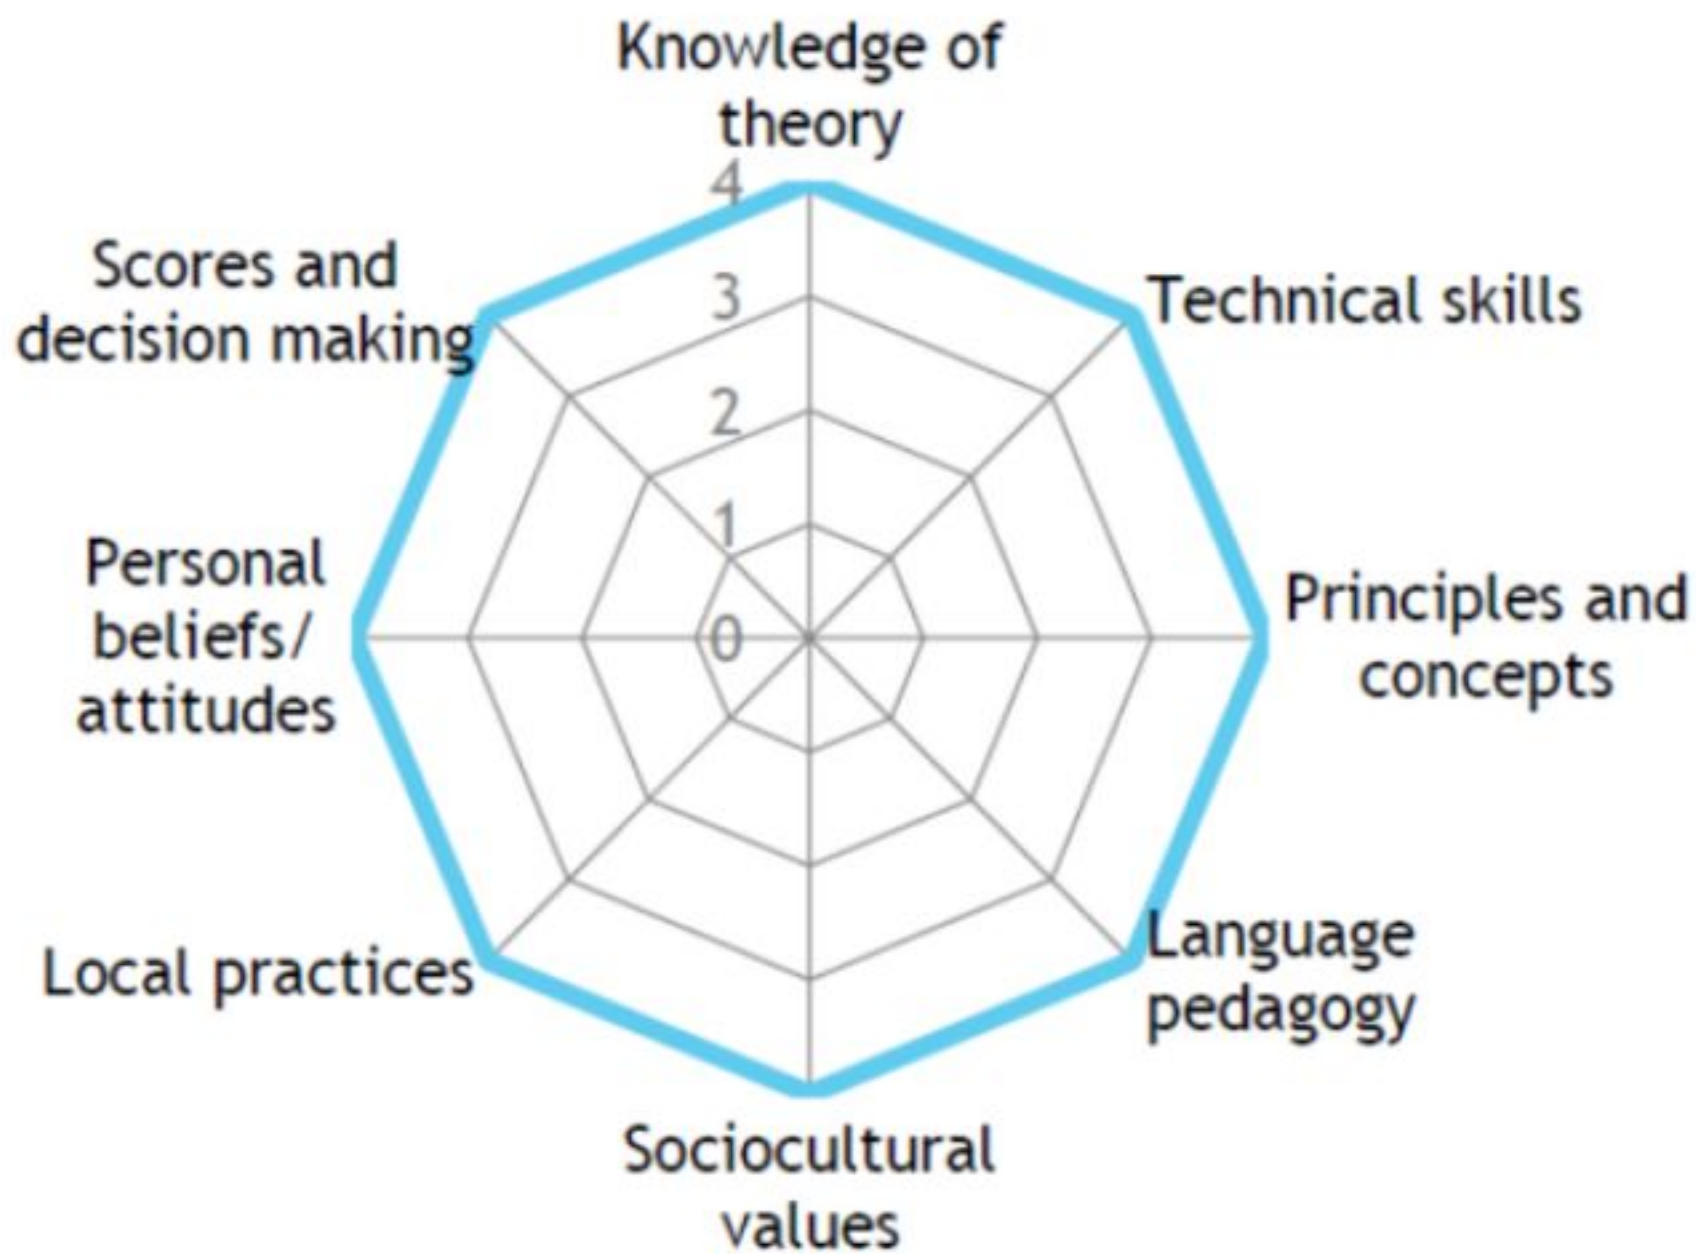 Knowledge of
theory
4
Scores and
decision making
3
Technical skills
2
1
Personal
beliefs/
attitudes
0
Principles and
concepts
Local practices
Language
pedagogy
Sociocultural
values